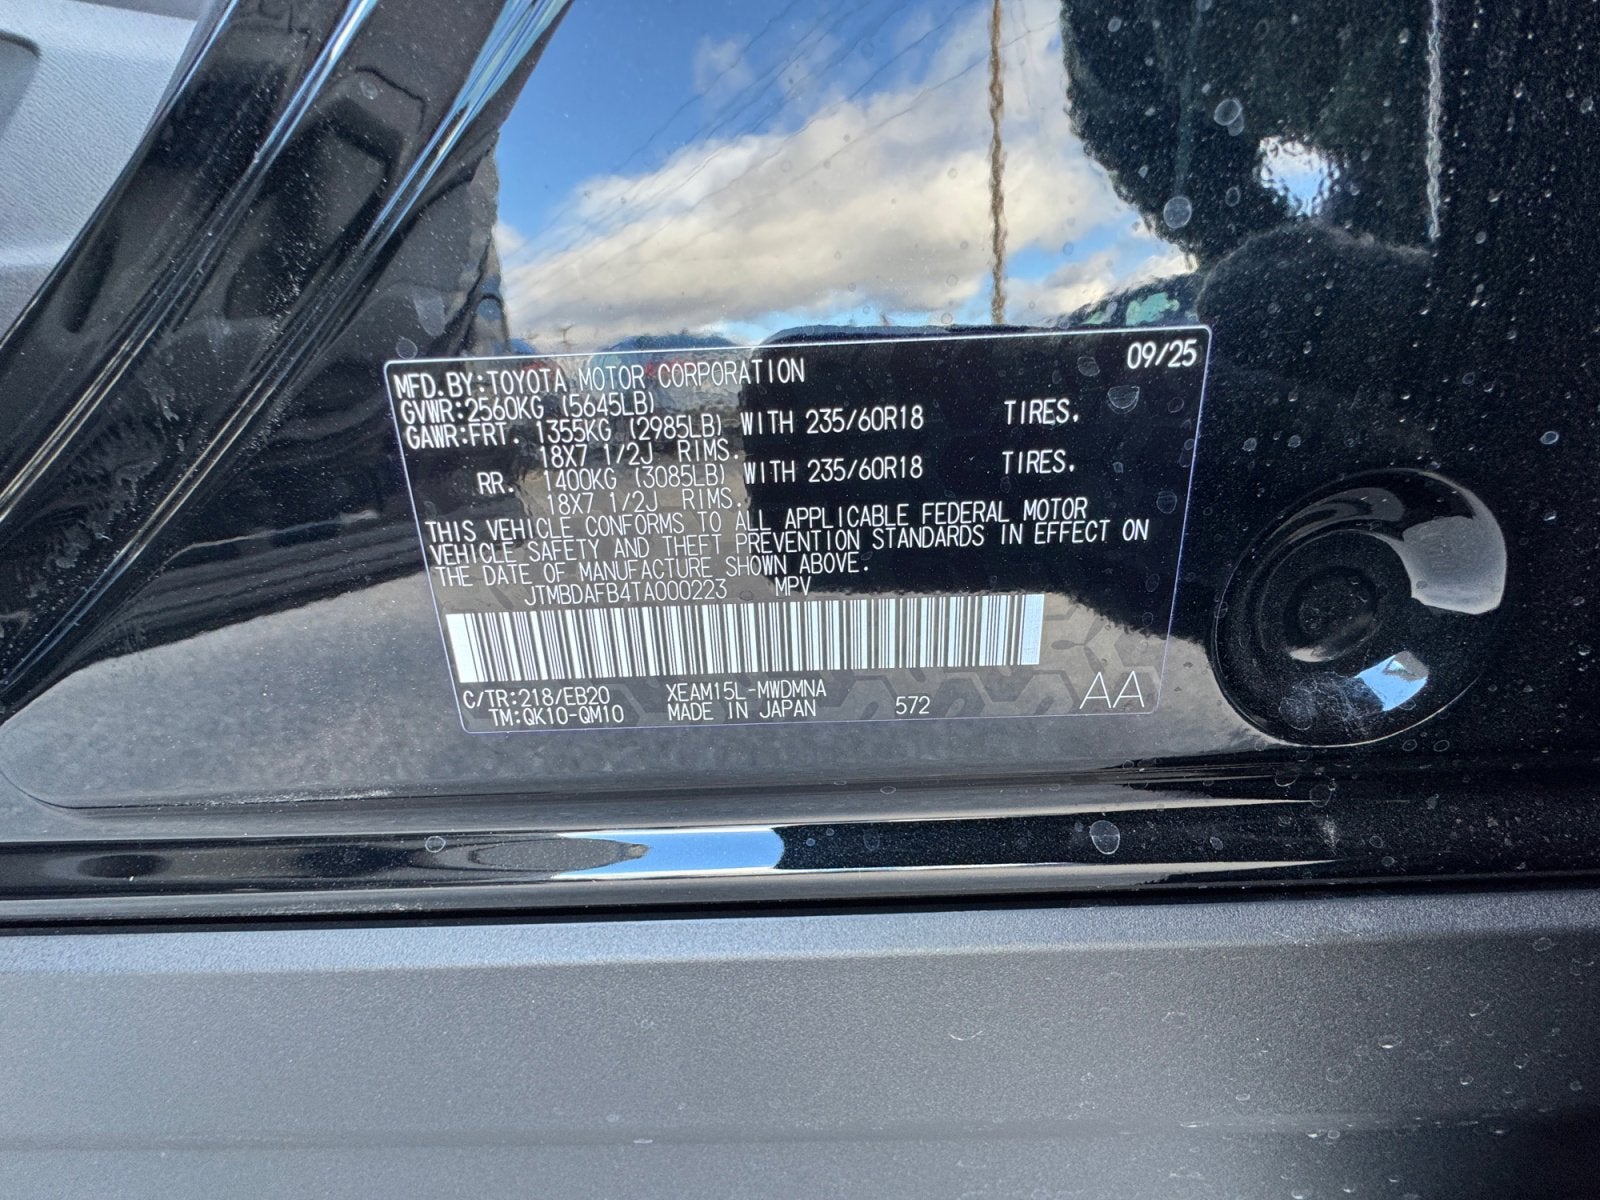 09/25
MFD.BY:TOYOTA MOTOR CORPORATION
GVWR:2560KG (5645LB)
GAWR:FRT. 1355KG (2985LB) WITH 235/60R18 TIRES.
18X7 1/2J RIMS.
RR. 1400KG (3085LB) WITH 235/60R18 TIRES.
18X7 1/2J RIMS.
THIS VEHICLE CONFORMS TO ALL APPLICABLE FEDERAL MOTOR
VEHICLE SAFETY AND THEFT PREVENTION STANDARDS IN EFFECT ON
THE DATE OF MANUFACTURE SHOWN ABOVE.
JTMBDAFB4TA000223 MPV
C/TR:218/EB20 XEAM15L-MWDMNA
TM:QK10-QM10 MADE IN JAPAN 572 AA